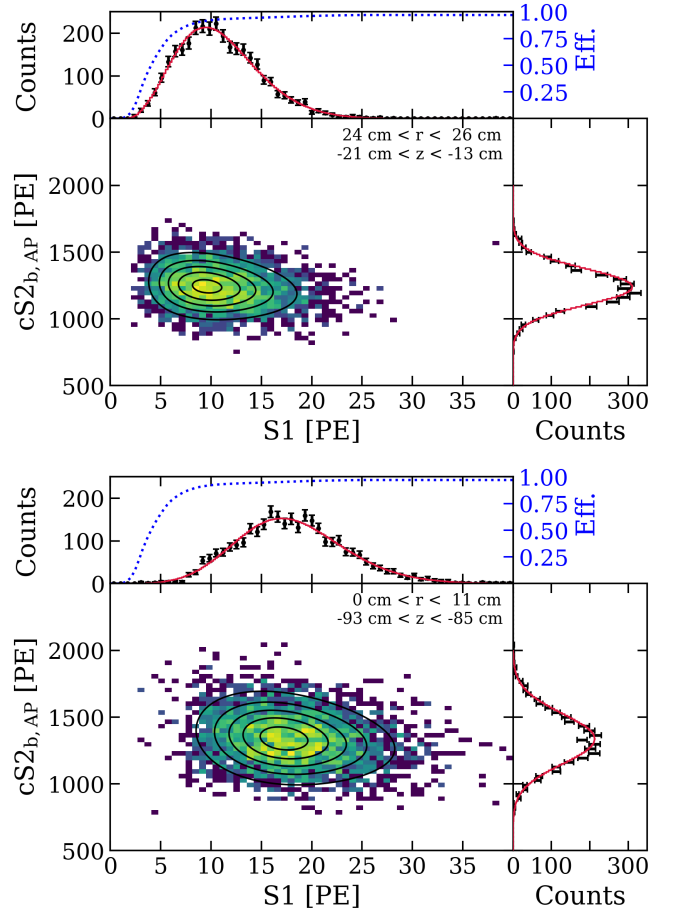 200
100
0
Counts
1.00
0.75
0.50
0.25
Eff.
24 cm < r < 26 cm
-21 cm < z < -13 cm
2000
1500
1000
500
cS2b, AP [PE]
0 5 10 15 20 25 30 35
S1 [PE]
0 100 300
Counts
200
100
0
Counts
1.00
0.75
0.50
0.25
Eff.
0 cm < r < 11 cm
-93 cm < z < -85 cm
2000
1500
1000
500
cS2b, AP [PE]
0 5 10 15 20 25 30 35
S1 [PE]
0 100 300
Counts